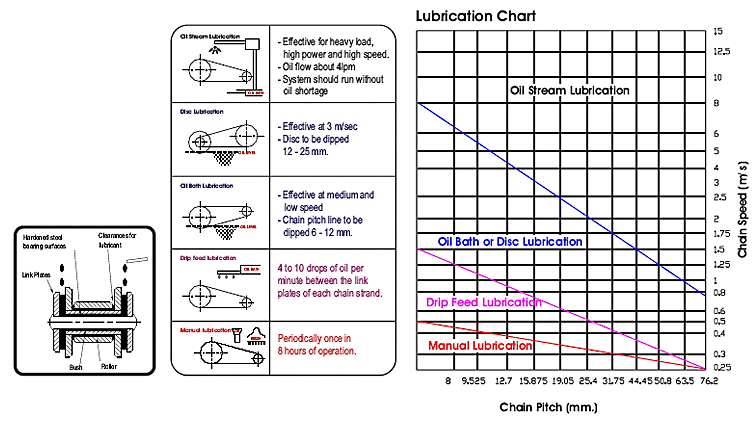 Hardened steel
bearing surfaces
Clearances for
lubricant
Link Plates
Bush
Roller
Oil Stream Lubrication
- Effective for heavy load,
high power and high speed.
- Oil flow about 4lpm
- System should run without
oil shortage
Disc Lubrication
OIL LEVEL
- Effective at 3 m/sec
- Disc to be dipped
12 - 25 mm.
Oil Bath Lubrication
OIL LEVEL
- Effective at medium and
low speed
- Chain pitch line to be
dipped 6 - 12 mm.
Drip feed lubrication
4 to 10 drops of oil per
minute between the link
plates of each chain strand.
Manual lubrication
Periodically once in
8 hours of operation.
Lubrication Chart
Oil Stream Lubrication
Oil Bath or Disc Lubrication
Drip Feed Lubrication
Manual Lubrication
15
12.5
10
8
6
5
4
3
2.5
2
1.75
1.5
1.25
1
0.8
0.6
0.5
0.4
0.3
0.25
Chain Speed (m/s)
8 9.525 12.7 15.875 19.05 25.4 31.75 44.45 50.8 63.5 76.2
Chain Pitch (mm.)